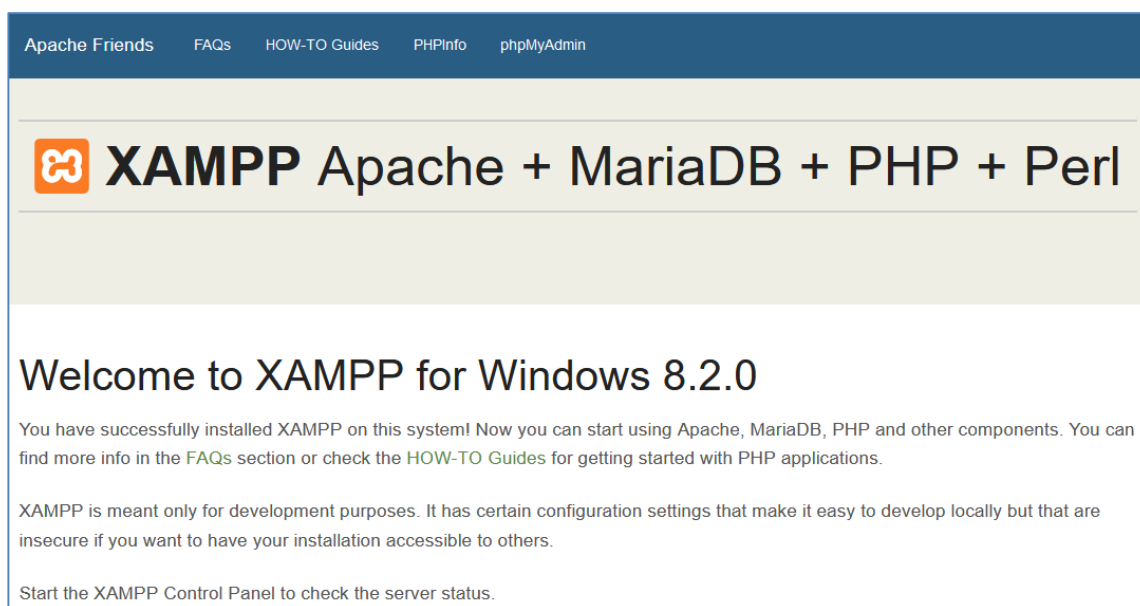 Apache Friends FAQs HOW-TO Guides PHPInfo phpMyAdmin
XAMPP Apache + MariaDB + PHP + Perl
Welcome to XAMPP for Windows 8.2.0
You have successfully installed XAMPP on this system! Now you can start using Apache, MariaDB, PHP and other components. You can
find more info in the FAQs section or check the HOW-TO Guides for getting started with PHP applications.
XAMPP is meant only for development purposes. It has certain configuration settings that make it easy to develop locally but that are
insecure if you want to have your installation accessible to others.
Start the XAMPP Control Panel to check the server status.